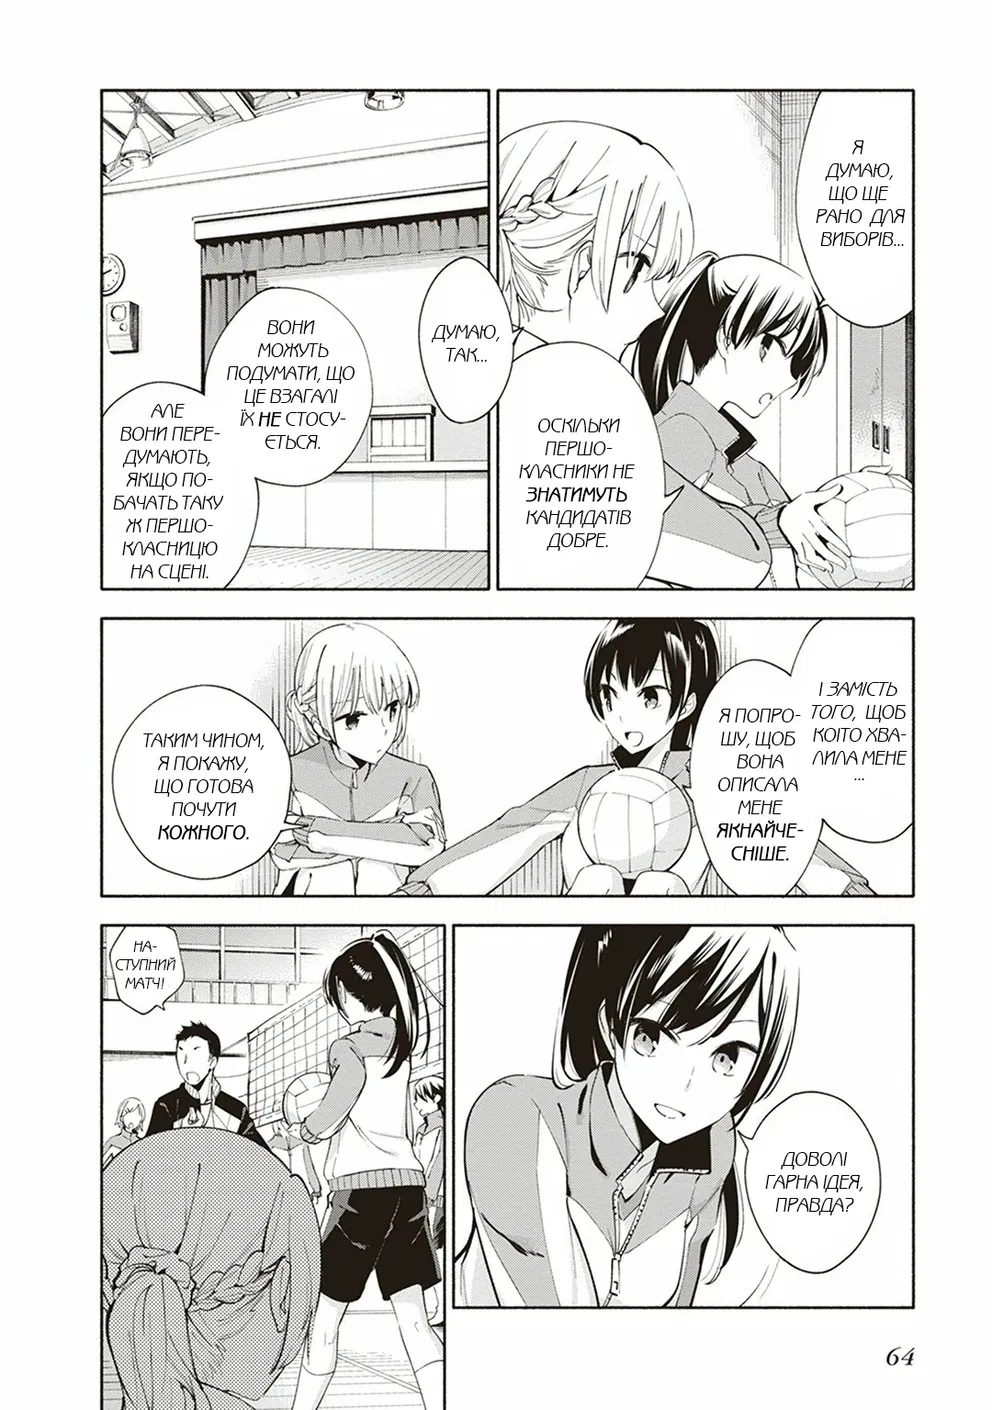 Я
ДУМАЮ,
ЩО ЩЕ
РАНО ДЛЯ
ВИБОРІВ...
ОСКІЛЬКИ
ПЕРШО-
КЛАСНИКИ НЕ
ЗНАТИМУТЬ
КАНДИДАТІВ
ДОБРЕ.
ДУМАЮ,
ТАК...
ВОНИ
МОЖУТЬ
ПОДУМАТИ, ЩО
ЦЕ ВЗАГАЛІ
ЇХ НЕ СТОСУ-
ЄТЬСЯ.
АЛЕ
ВОНИ ПЕРЕ-
ДУМАЮТЬ,
ЯКЩО ПО-
БАЧАТЬ ТАКУ
Ж ПЕРШО-
КЛАСНИЦЮ
НА СЦЕНІ.
І ЗАМІСТЬ
ТОГО, ЩОБ
КОІТО ХВА-
ЛИЛА МЕНЕ
...
Я ПОПРО-
ШУ, ЩОБ
ВОНА
ОПИСАЛА
МЕНЕ
ЯКНАЙЧЕ-
СНІШЕ.
ТАКИМ ЧИНОМ,
Я ПОКАЖУ,
ЩО ГОТОВА
ПОЧУТИ
КОЖНОГО.
ДОВОЛІ
ГАРНА ІДЕЯ,
ПРАВДА?
НА-
СТУПНИЙ
МАТЧ!
64